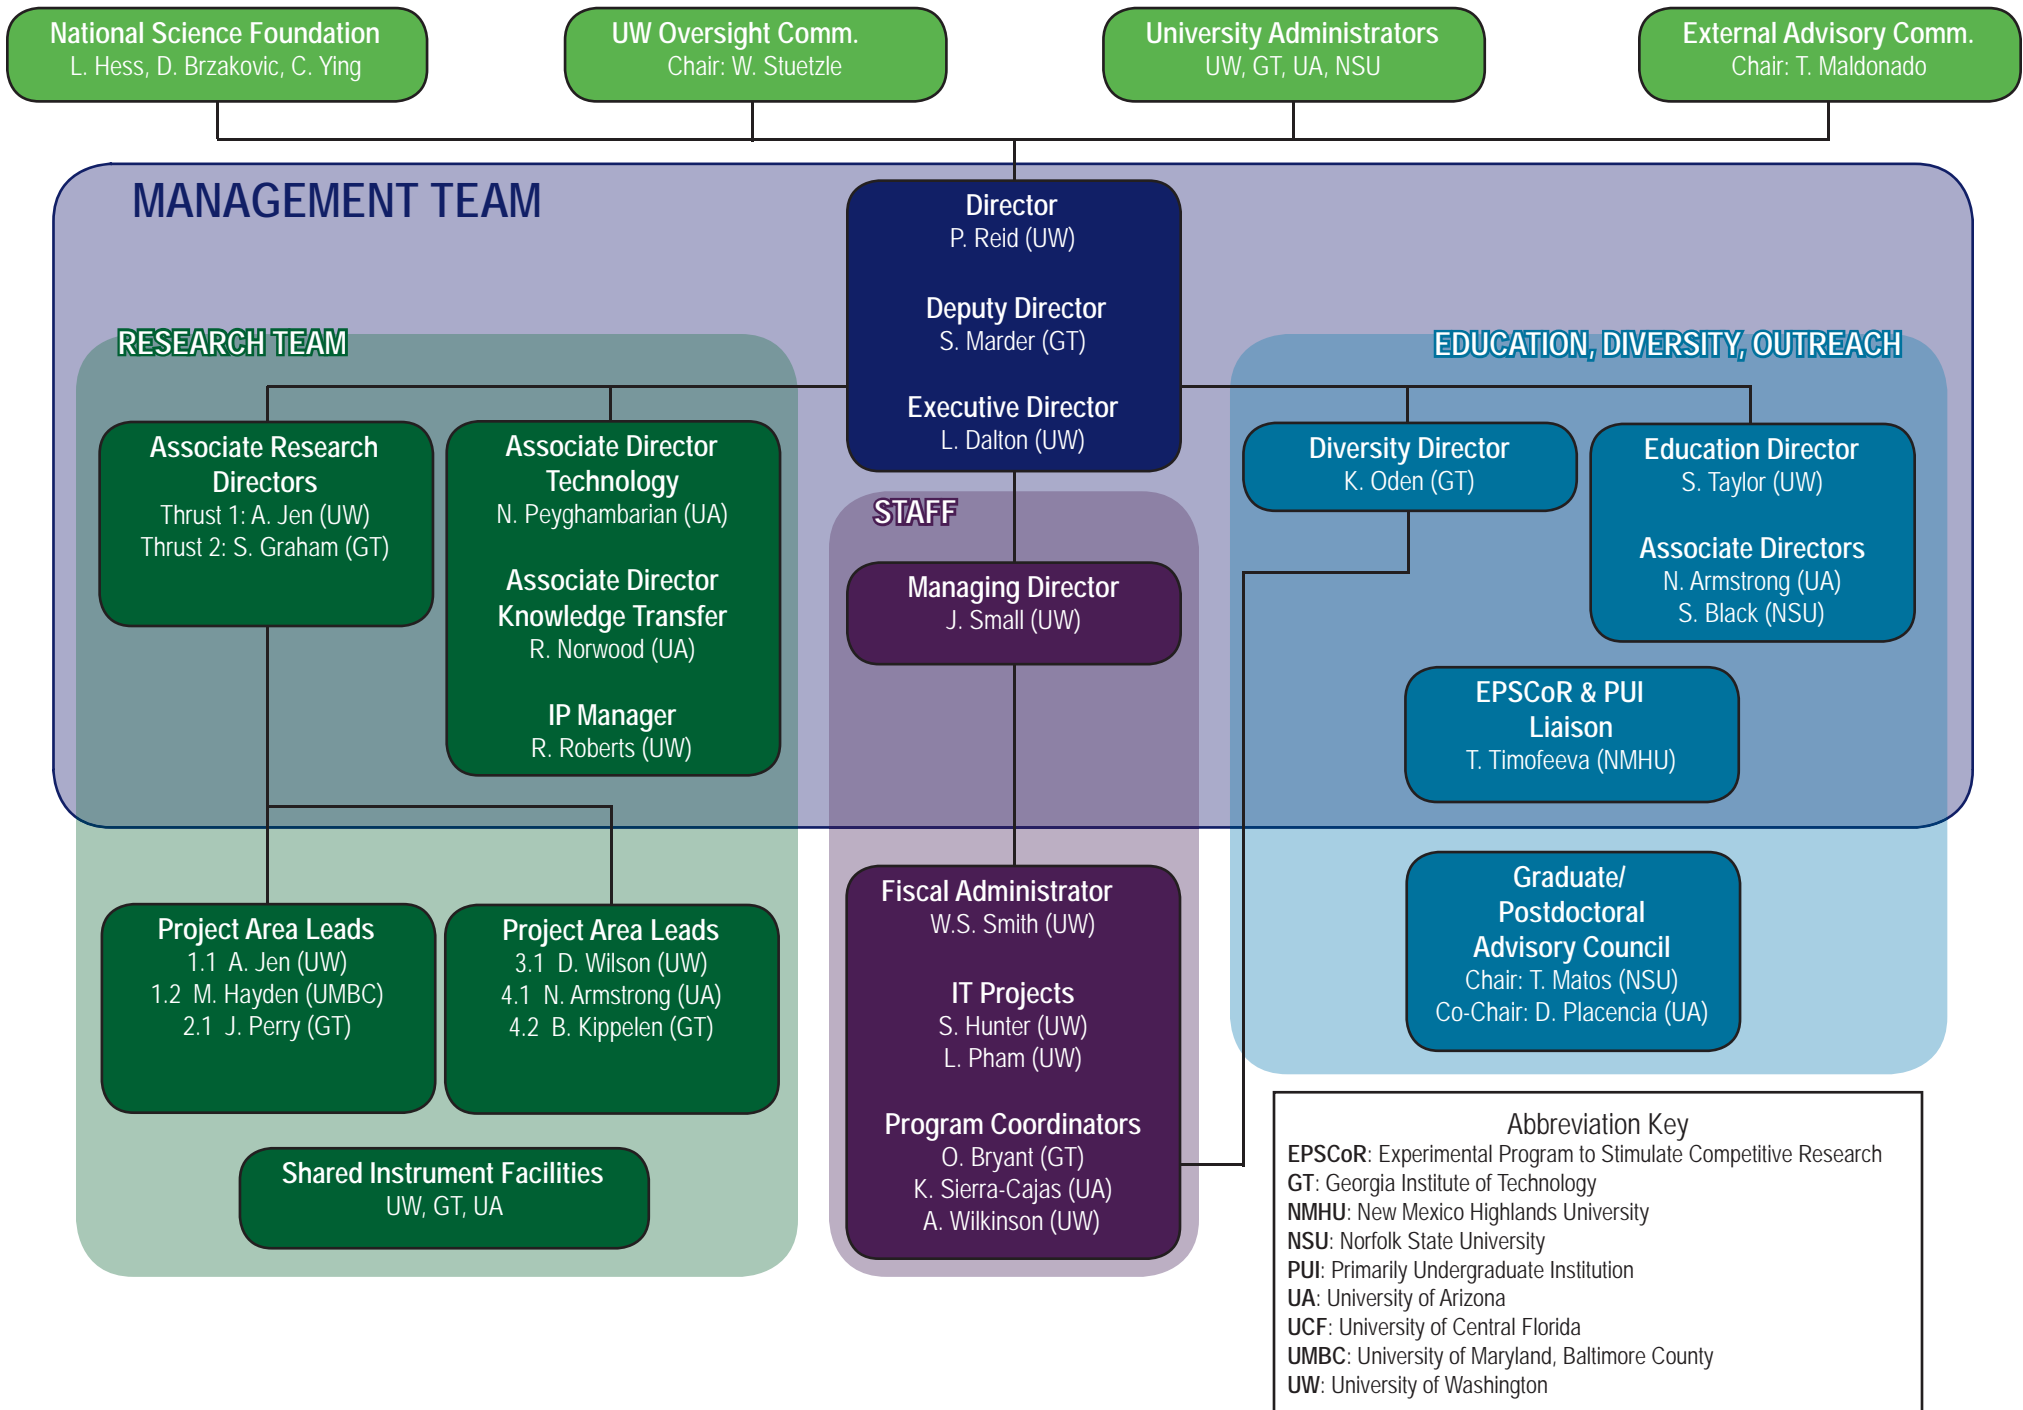 National Science Foundation
L. Hess, D. Brzakovic, C. Ying
UW Oversight Comm.
Chair: W. Stuetzle
University Administrators
UW, GT, UA, NSU
External Advisory Comm.
Chair: T. Maldonado
MANAGEMENT TEAM
Director
P. Reid (UW)
Deputy Director
S. Marder (GT)
Executive Director
L. Dalton (UW)
RESEARCH TEAM
Associate Research
Directors
Thrust 1: A. Jen (UW)
Thrust 2: S. Graham (GT)
Associate Director
Technology
N. Peyghambarian (UA)
Associate Director
Knowledge Transfer
R. Norwood (UA)
IP Manager
R. Roberts (UW)
Project Area Leads
1.1 A. Jen (UW)
1.2 M. Hayden (UMBC)
2.1 J. Perry (GT)
Project Area Leads
3.1 D. Wilson (UW)
4.1 N. Armstrong (UA)
4.2 B. Kippelen (GT)
Shared Instrument Facilities
UW, GT, UA
STAFF
Managing Director
J. Small (UW)
Fiscal Administrator
W.S. Smith (UW)
IT Projects
S. Hunter (UW)
L. Pham (UW)
Program Coordinators
O. Bryant (GT)
K. Sierra-Cajas (UA)
A. Wilkinson (UW)
EDUCATION, DIVERSITY, OUTREACH
Diversity Director
K. Oden (GT)
Education Director
S. Taylor (UW)
Associate Directors
N. Armstrong (UA)
S. Black (NSU)
EPSCoR & PUI
Liaison
T. Timofeeva (NMHU)
Graduate/
Postdoctoral
Advisory Council
Chair: T. Matos (NSU)
Co-Chair: D. Placencia (UA)
Abbreviation Key
EPSCoR: Experimental Program to Stimulate Competitive Research
GT: Georgia Institute of Technology
NMHU: New Mexico Highlands University
NSU: Norfolk State University
PUI: Primarily Undergraduate Institution
UA: University of Arizona
UCF: University of Central Florida
UMBC: University of Maryland, Baltimore County
UW: University of Washington